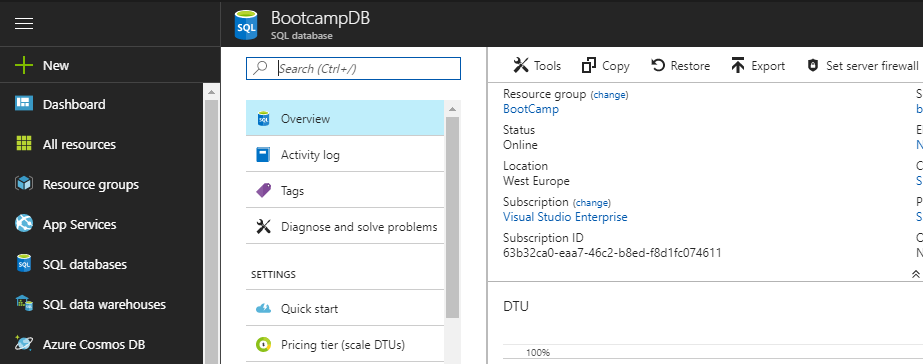 BootcampDB
SQL database
New
Dashboard
All resources
Resource groups
App Services
SQL databases
SQL data warehouses
Azure Cosmos DB
Search (Ctrl+/)
Overview
Activity log
Tags
Diagnose and solve problems
SETTINGS
Quick start
Pricing tier (scale DTUs)
Tools Copy Restore Export Set server firewall
Resource group (change)
BootCamp
Status
Online
Location
West Europe
Subscription (change)
Visual Studio Enterprise
Subscription ID
63b32ca0-eaa7-46c2-b8ed-f8d1fc074611
DTU
100%